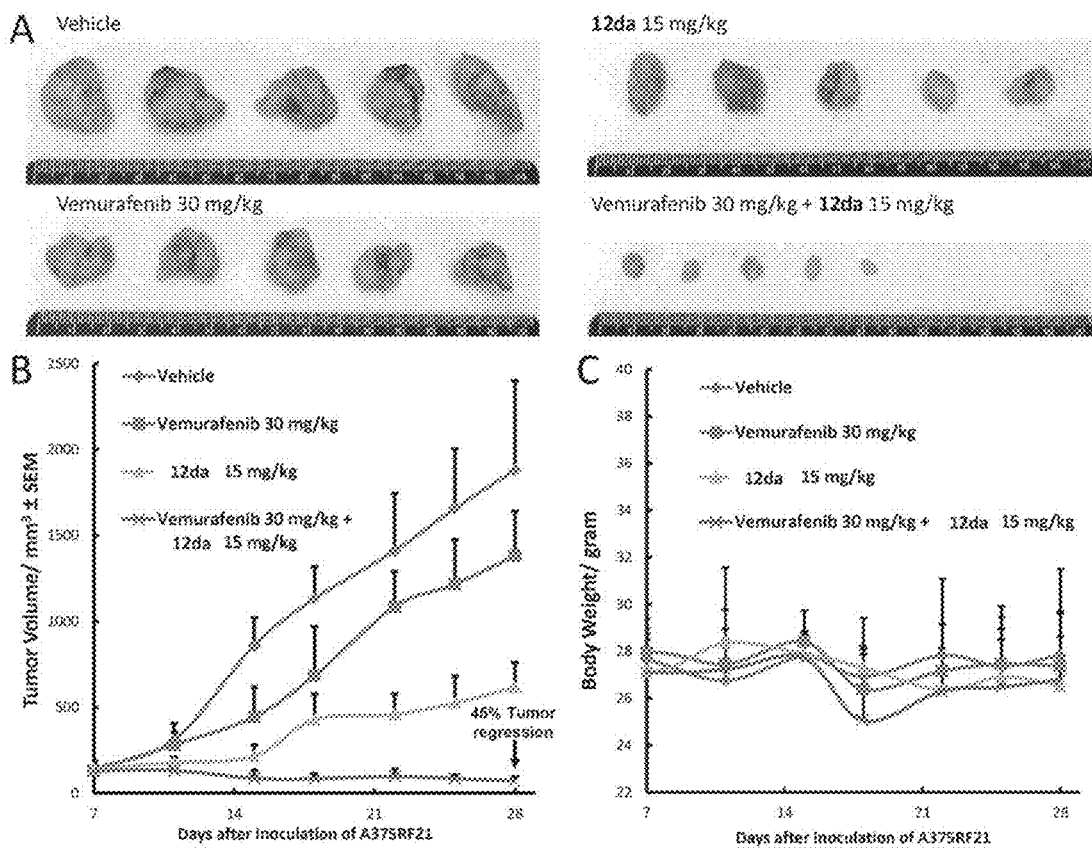 A
Vehicle
12da 15 mg/kg
Vemurafenib 30 mg/kg
Vemurafenib 30 mg/kg + 12da 15 mg/kg
B
2500
2000
1500
1000
500
0
Tumor Volume/ mm³ ± SEM
Vehicle
Vemurafenib 30 mg/kg
12da 15 mg/kg
Vemurafenib 30 mg/kg +
12da 15 mg/kg
46% Tumor
regression
7 14 21 28
Days after inoculation of A375RF21
C
40
38
36
34
32
30
28
26
24
22
Body Weight/ gram
Vehicle
Vemurafenib 30 mg/kg
12da 15 mg/kg
Vemurafenib 30 mg/kg + 12da 15 mg/kg
7 14 21 28
Days after inoculation of A375RF21